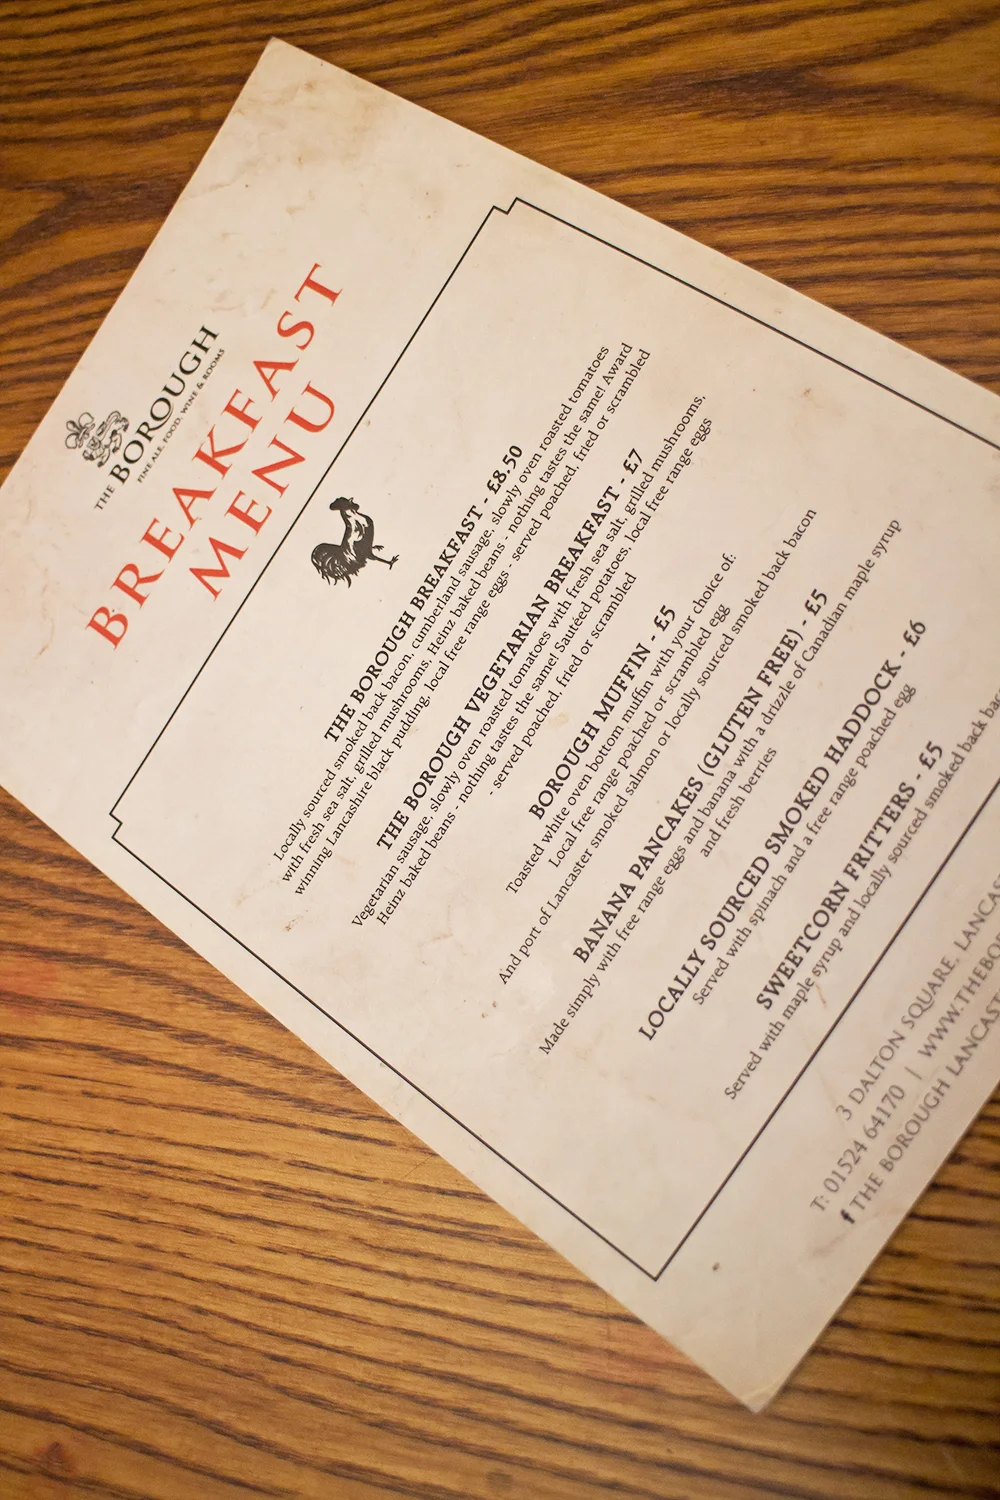 THE BOROUGH
FINE ALE, FOOD, WINE & ROOMS
BREAKFAST
MENU
THE BOROUGH BREAKFAST - £8.50
Locally sourced smoked back bacon, cumberland sausage, slowly oven roasted tomatoes
with fresh sea salt, grilled mushrooms, Heinz baked beans - nothing tastes the same! Award
winning Lancashire black pudding, local free range eggs - served poached, fried or scrambled
THE BOROUGH VEGETARIAN BREAKFAST - £7
Vegetarian sausage, slowly oven roasted tomatoes with fresh sea salt, grilled mushrooms,
Heinz baked beans - nothing tastes the same! Sauteéd potatoes, local free range eggs
- served poached, fried or scrambled
BOROUGH MUFFIN - £5
Toasted white oven bottom muffin with your choice of:
Local free range poached or scrambled egg
And port of Lancaster smoked salmon or locally sourced smoked back bacon
BANANA PANCAKES (GLUTEN FREE) - £5
Made simply with free range eggs and banana with a drizzle of Canadian maple syrup
and fresh berries
LOCALLY SOURCED SMOKED HADDOCK - £6
Served with spinach and a free range poached egg
SWEETCORN FRITTERS - £5
Served with maple syrup and locally sourced smoked back
3 DALTON SQUARE,
T: 01524 64170 |
f THE BOROUGH